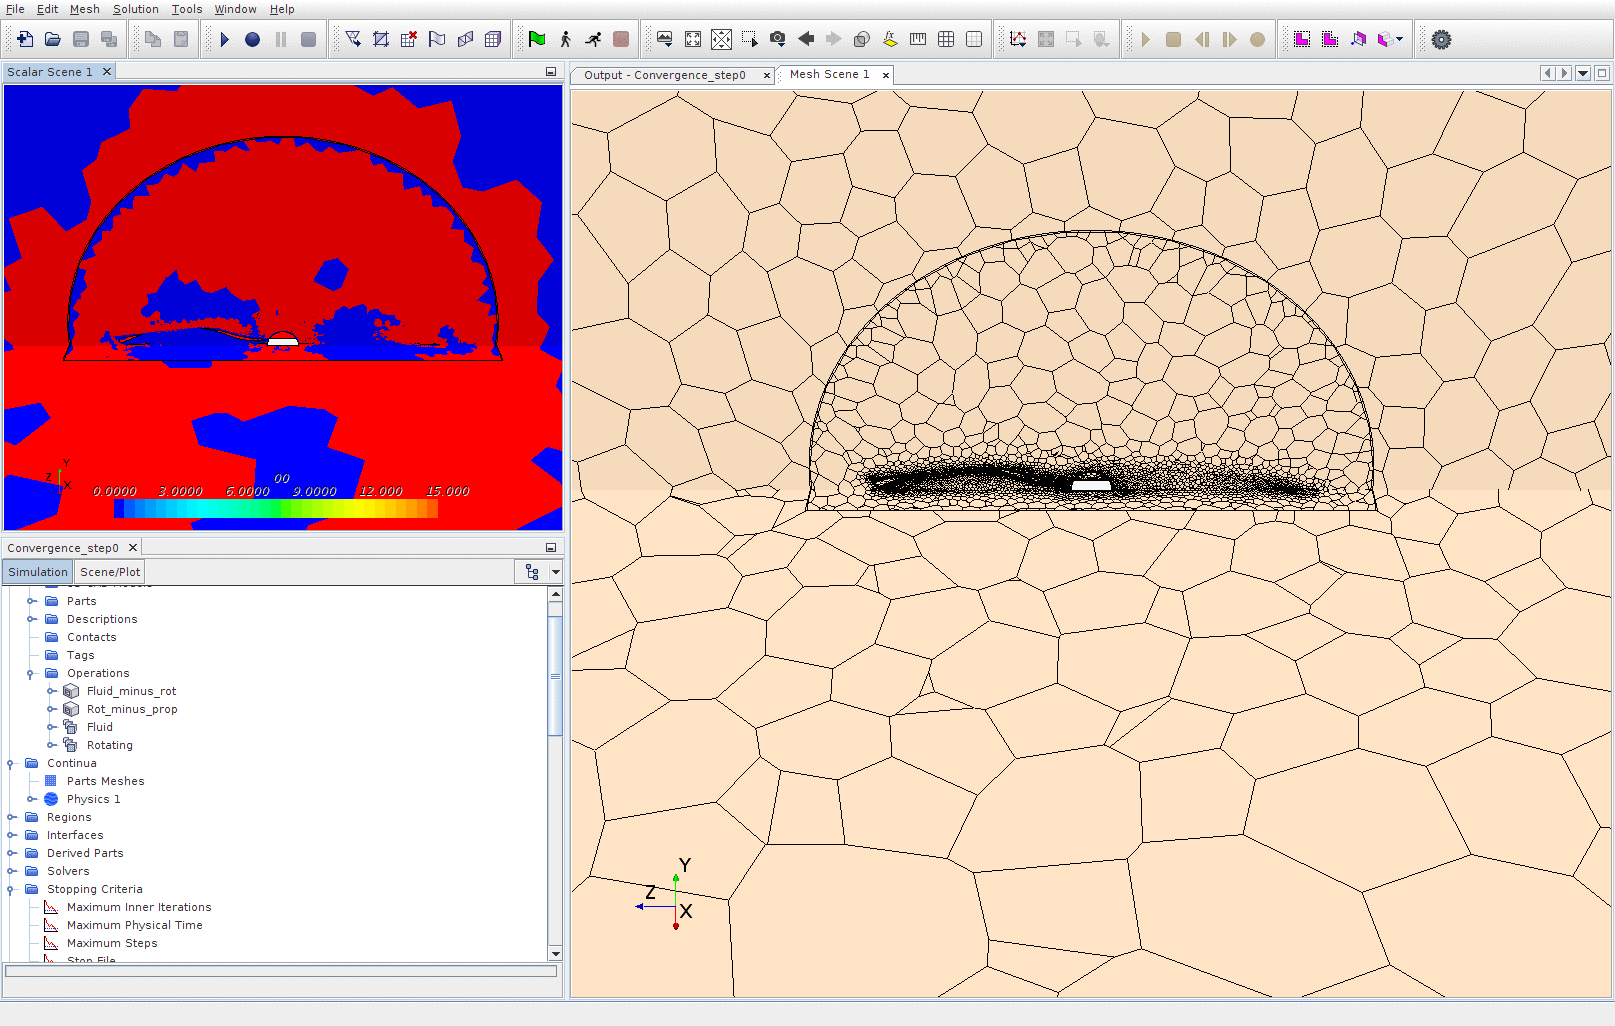 File Edit Mesh Solution Tools Window Help
Scalar Scene 1
Output - Convergence_step0 Mesh Scene 1
Y
Z
X
00
0.0000 3.0000 6.0000 9.0000 12.000 15.000
Convergence_step0
Simulation Scene/Plot
Parts
Descriptions
Contacts
Tags
Operations
Fluid_minus_rot
Rot_minus_prop
Fluid
Rotating
Continua
Parts Meshes
Physics 1
Regions
Interfaces
Derived Parts
Solvers
Stopping Criteria
Maximum Inner Iterations
Maximum Physical Time
Maximum Steps
Stop File
Y
Z
X